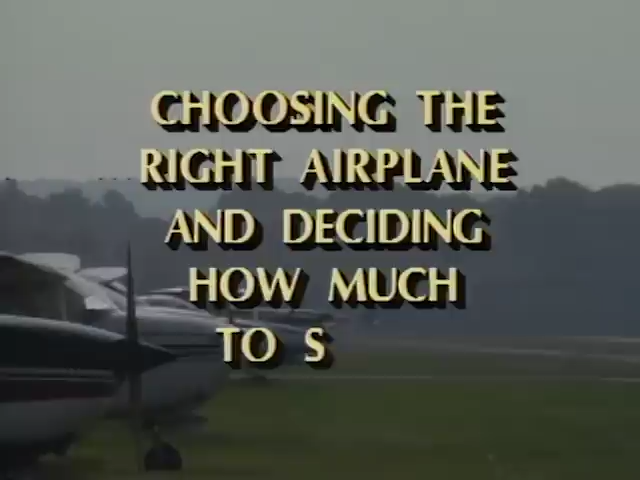 CHOOSING THE
RIGHT AIRPLANE
AND DECIDING
HOW MUCH
TO S